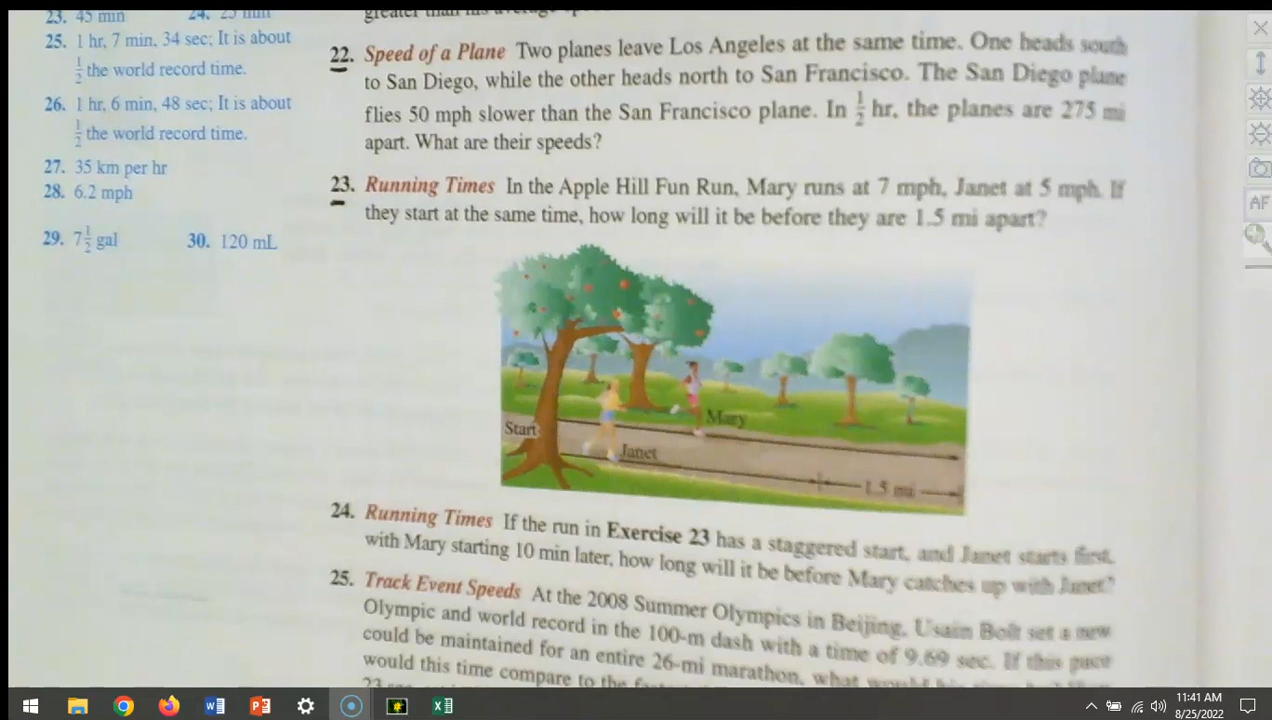 23. 45 min 24. 25 min
25. 1 hr, 7 min, 34 sec; It is about
1/2 the world record time.
26. 1 hr, 6 min, 48 sec; It is about
1/2 the world record time.
27. 35 km per hr
28. 6.2 mph
29. 7 1/2 gal 30. 120 mL
22. Speed of a Plane Two planes leave Los Angeles at the same time. One heads south
to San Diego, while the other heads north to San Francisco. The San Diego plane
flies 50 mph slower than the San Francisco plane. In 1/2 hr, the planes are 275 mi
apart. What are their speeds?
23. Running Times In the Apple Hill Fun Run, Mary runs at 7 mph, Janet at 5 mph. If
they start at the same time, how long will it be before they are 1.5 mi apart?
Start
Mary
Janet
1.5 mi
24. Running Times If the run in Exercise 23 has a staggered start, and Janet starts first,
with Mary starting 10 min later, how long will it be before Mary catches up with Janet?
25. Track Event Speeds At the 2008 Summer Olympics in Beijing, Usain Bolt set a new
Olympic and world record in the 100-m dash with a time of 9.69 sec. If this pace
could be maintained for an entire 26-mi marathon, what
would this time compare to the
AF
11:41 AM
8/25/2022